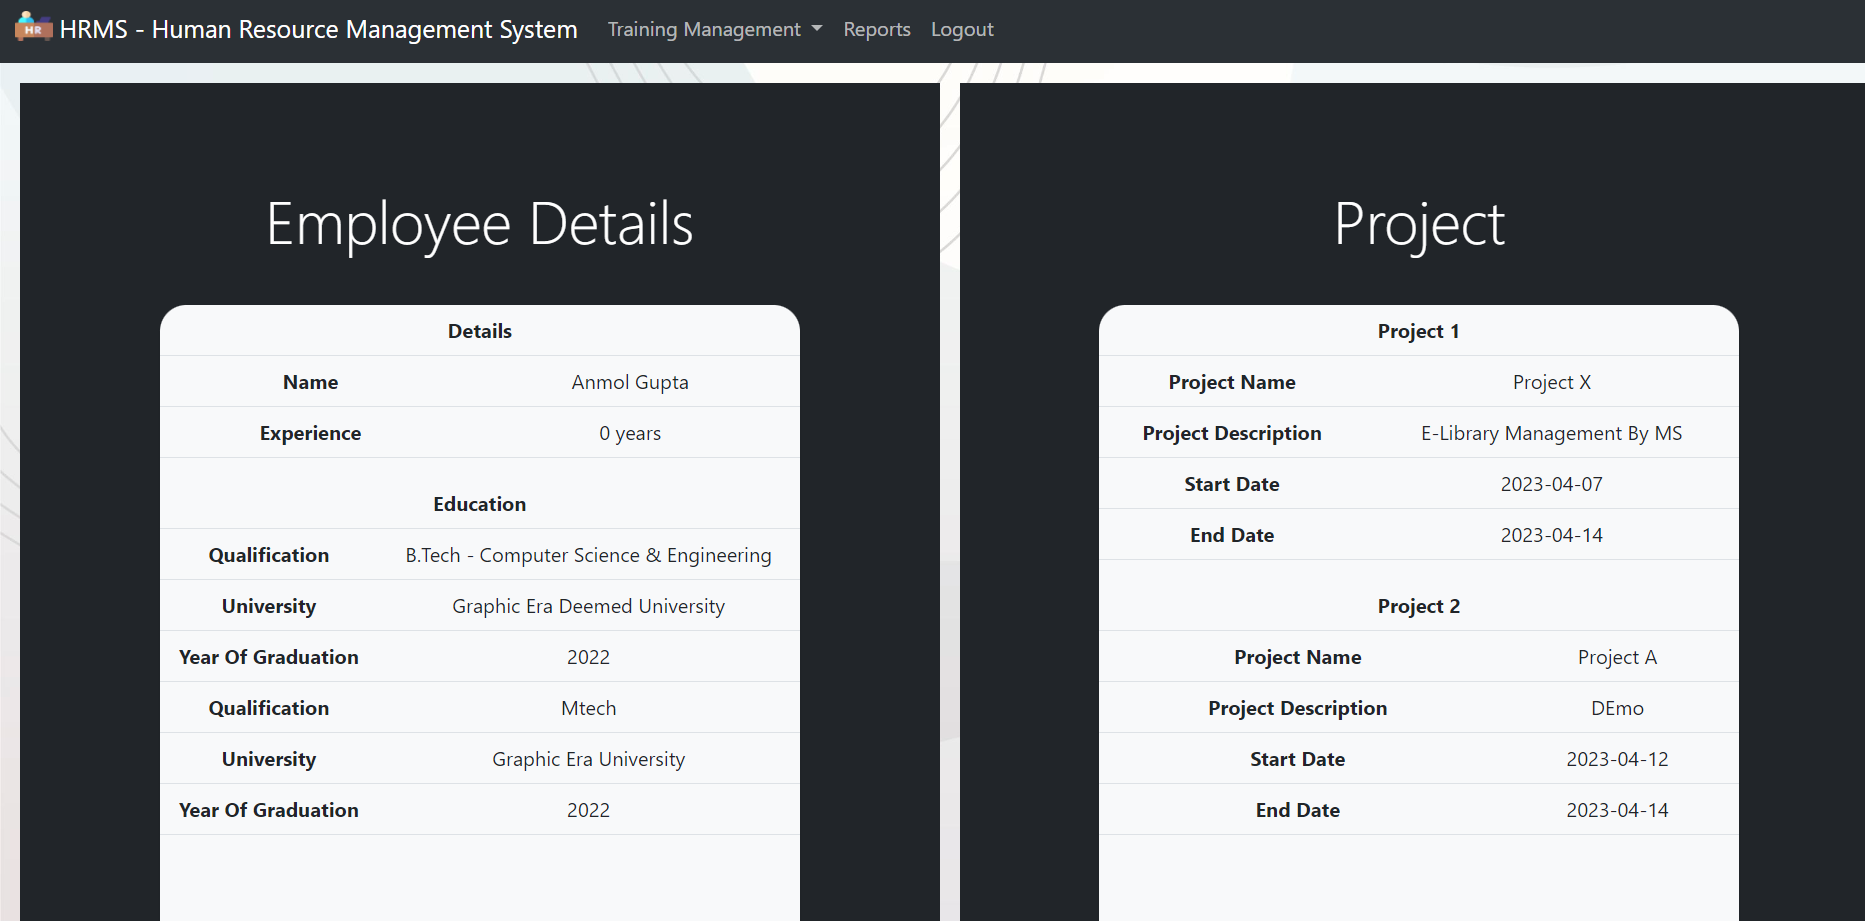 HR HRMS - Human Resource Management System Training Management Reports Logout
Employee Details
Details
Name Anmol Gupta
Experience 0 years
Education
Qualification B.Tech - Computer Science & Engineering
University Graphic Era Deemed University
Year Of Graduation 2022
Qualification Mtech
University Graphic Era University
Year Of Graduation 2022
Project
Project 1
Project Name Project X
Project Description E-Library Management By MS
Start Date 2023-04-07
End Date 2023-04-14
Project 2
Project Name Project A
Project Description DEmo
Start Date 2023-04-12
End Date 2023-04-14